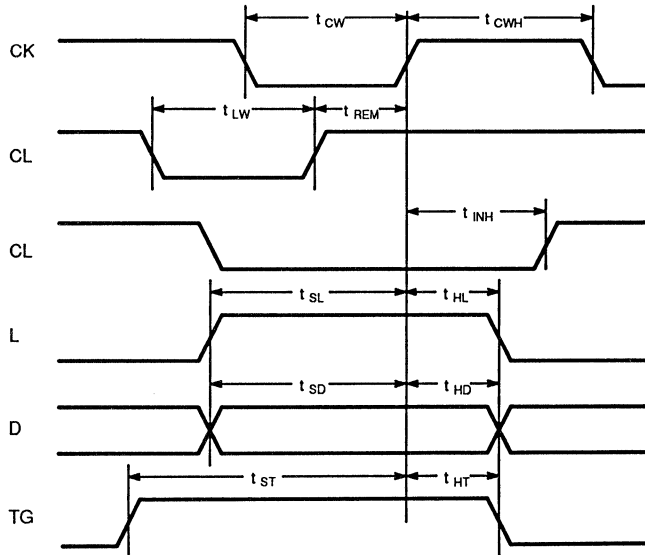 t CW t CWH
CK
t LW t REM
CL
t INH
CL
t SL t HL
L
t SD t HD
D
t ST t HT
TG